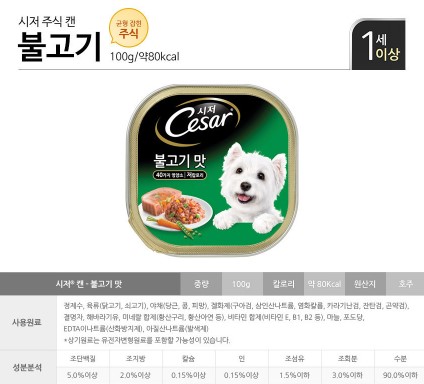 시저 주식 캔
불고기
균형 잡힌
주식
100g/약80kcal
1세
이상
시저
Cesar
불고기 맛
40가지 영양소 | 저칼로리
시저® 캔 - 불고기 맛 중량 100g 칼로리 약 80Kcal 원산지 호주
사용원료
정제수, 육류(닭고기, 쇠고기), 야채(당근, 콩, 피망), 겔화제(구아검, 삼인산나트륨, 염화칼륨, 카라기난검, 잔탄검, 곤약검),
결명자, 해바라기유, 미네랄 합제(황산구리, 황산아연 등), 비타민 합제(비타민 E, B1, B2 등), 마늘, 포도당,
EDTA이나트륨(산화방지제), 아질산나트륨(발색제)
*상기원료는 유전자변형원료를 포함할 가능성이 있습니다.
성분분석
조단백질 조지방 칼슘 인 조섬유 조회분 수분
5.0%이상 2.0%이상 0.15%이상 0.15%이상 1.5%이하 3.0%이하 90.0%이하